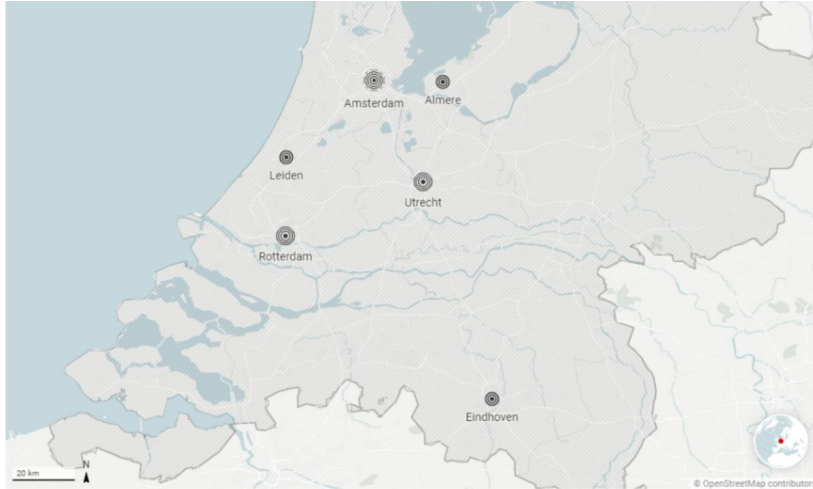 Amsterdam
Almere
Leiden
Utrecht
Rotterdam
Eindhoven
20 km
N
© OpenStreetMap contributors